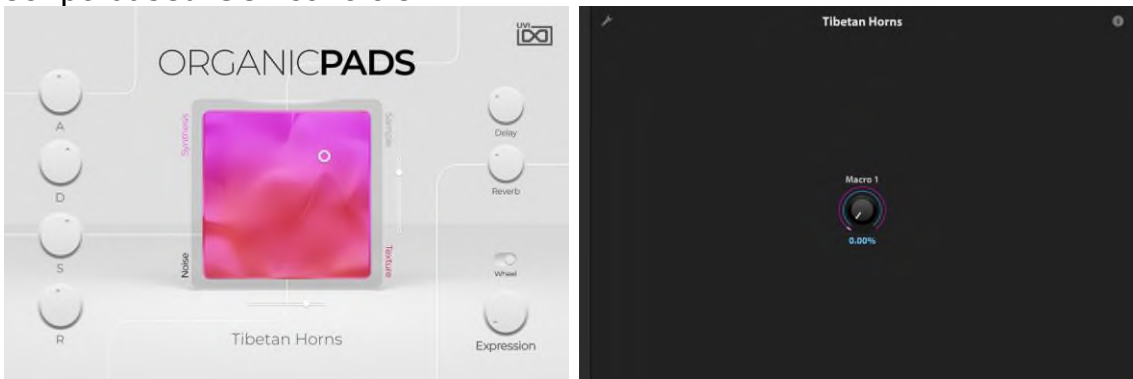 UVI
ORGANICPADS
A
D
S
R
Synthesis
Sample
Noise
Texture
Delay
Reverb
Wheel
Expression
Tibetan Horns
Tibetan Horns
Macro 1
0.00%